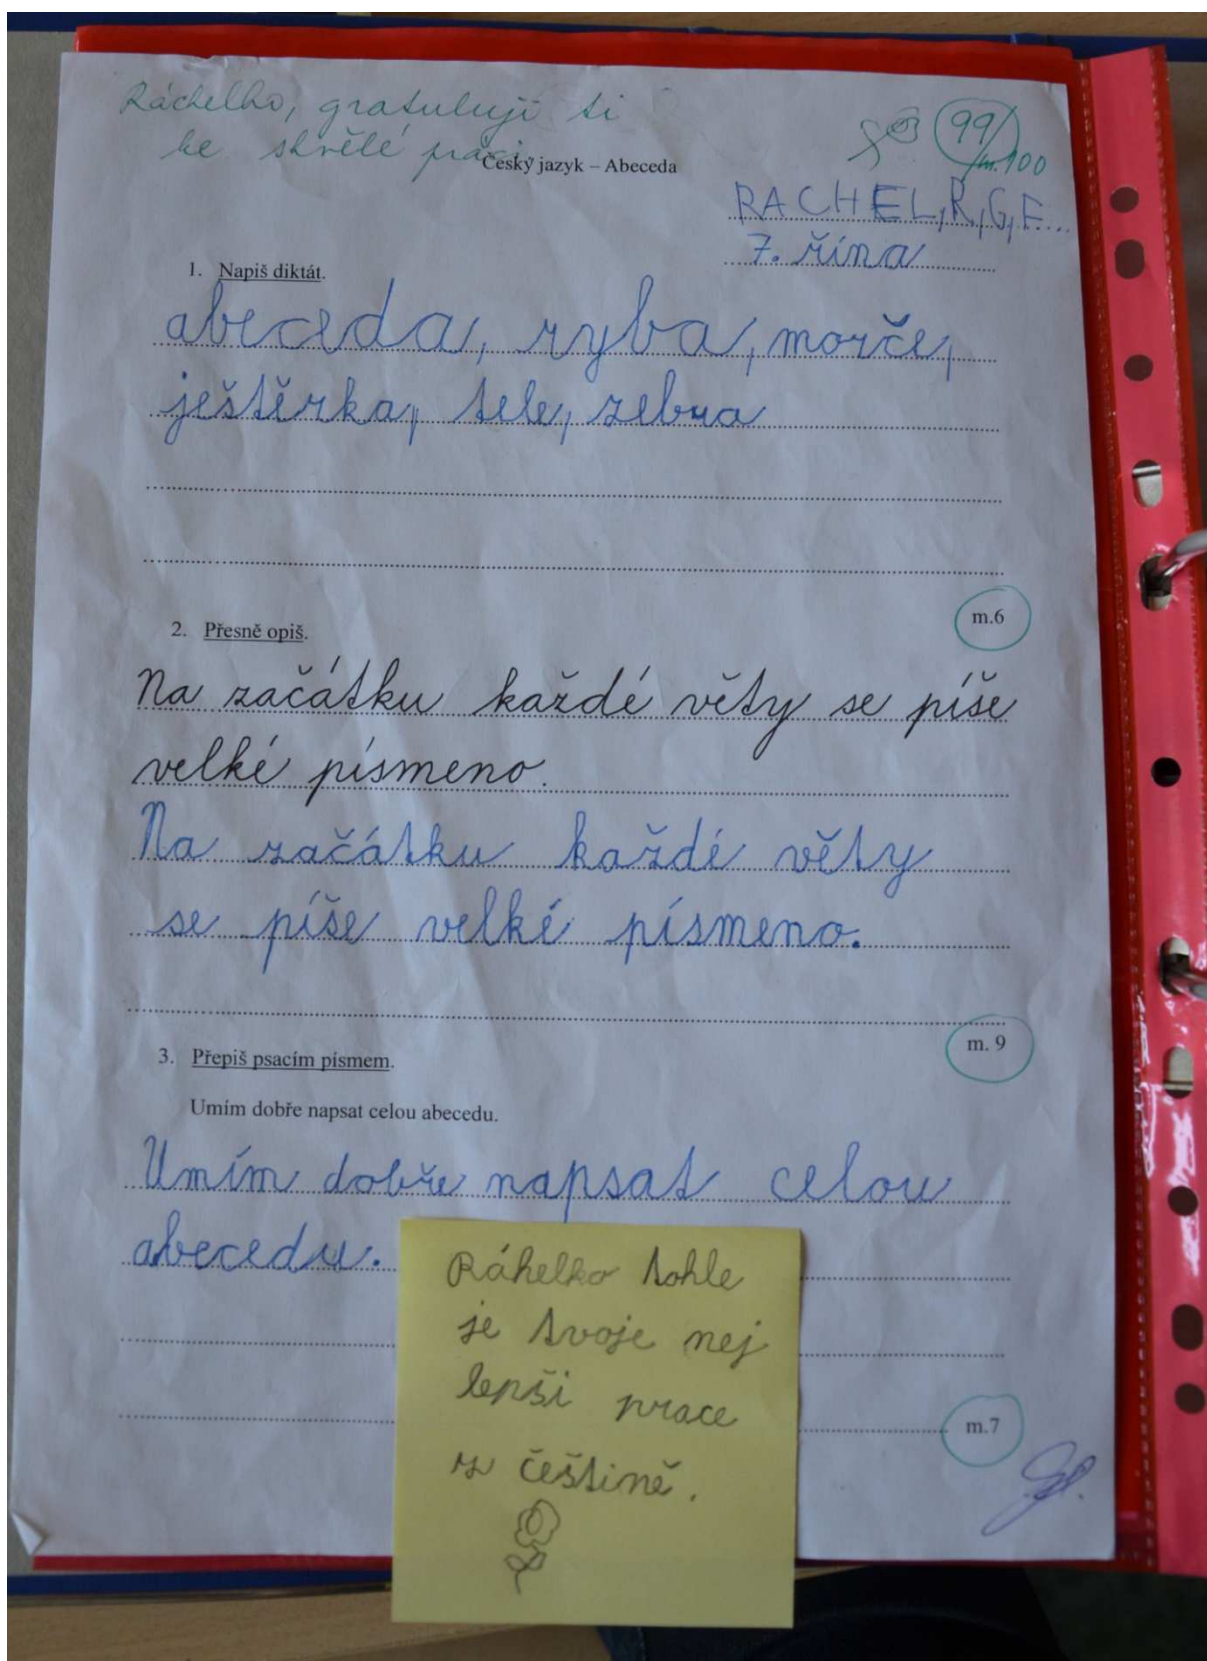 Ráchelko, gratuluji ti
ke skvělé práci.
99/m.100
Český jazyk – Abeceda
RACHEL,R,G,F...
7. řína
1. Napiš diktát.
abeceda, ryba, morče,
ještěrka, tele, zebra
m.6
2. Přesně opiš.
Na začátku každé věty se píše
velké písmeno.
Na začátku každé věty
se píše velké písmeno.
m. 9
3. Přepiš psacím písmem.
Umím dobře napsat celou abecedu.
Umím dobře napsat celou
abecedu.
Ráhelko tohle
je tvoje nej
lepši prace
z češtině.
m.7